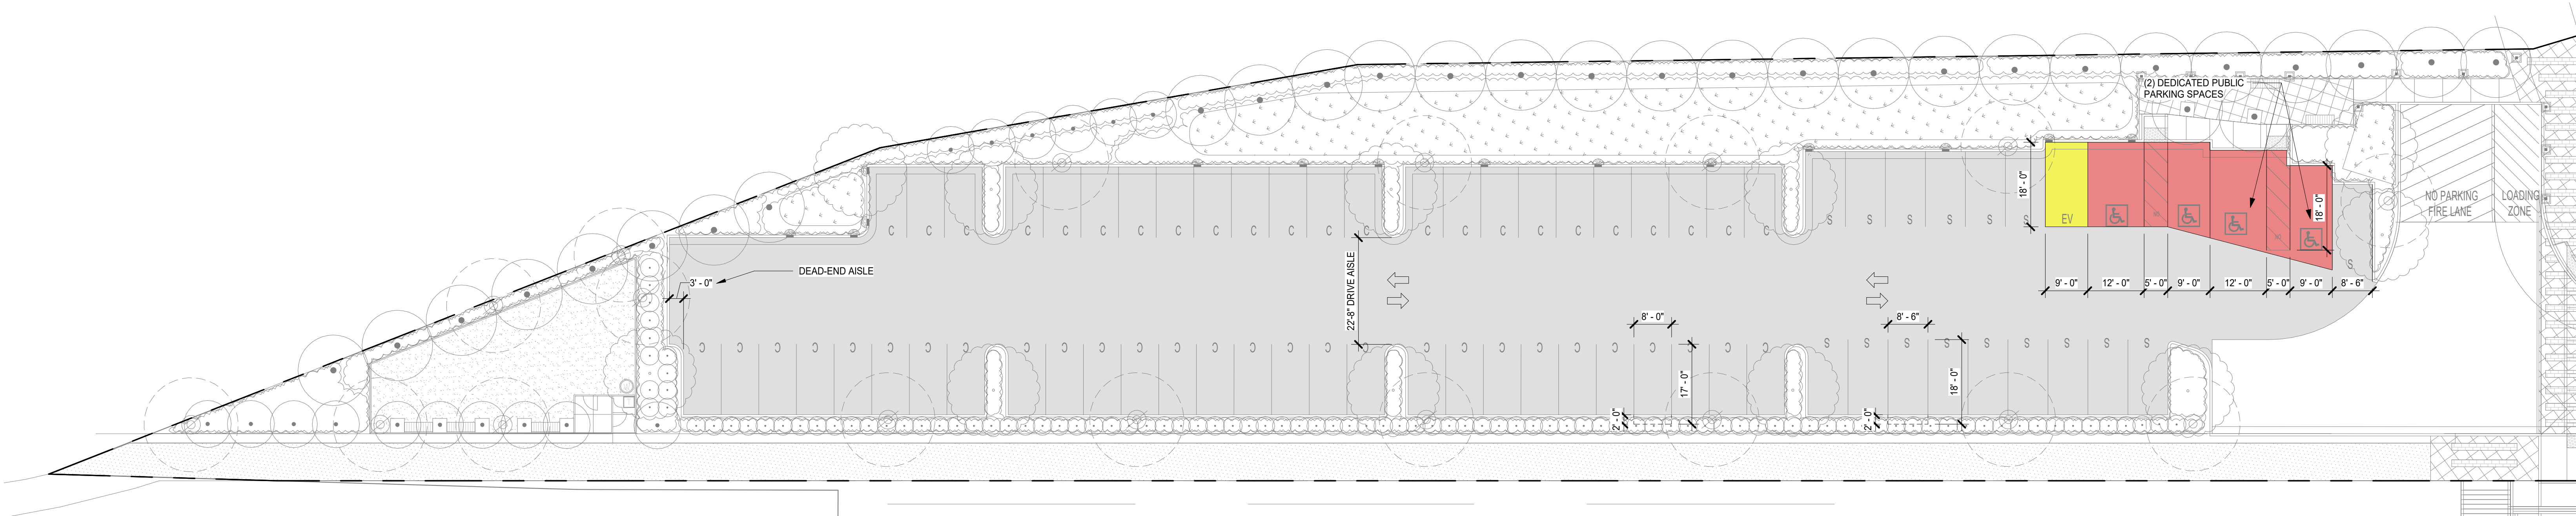 (2) DEDICATED PUBLIC
PARKING SPACES
18' - 0"
18' - 0"
NO PARKING
FIRE LANE
LOADING
ZONE
C C C C C C C C C C C C C C C C C C C C C C C S S S S S S EV
S
DEAD-END AISLE
3' - 0"
22'-8" DRIVE AISLE
9' - 0" 12' - 0" 5' - 0" 9' - 0" 12' - 0" 5' - 0" 9' - 0" 8' - 6"
8' - 0"
8' - 6"
C C C C C C C C C C C C C C C C C C C C C C C C C C C C S S S S S S S S S
17' - 0"
18' - 0"
2' - 0"
2' - 0"